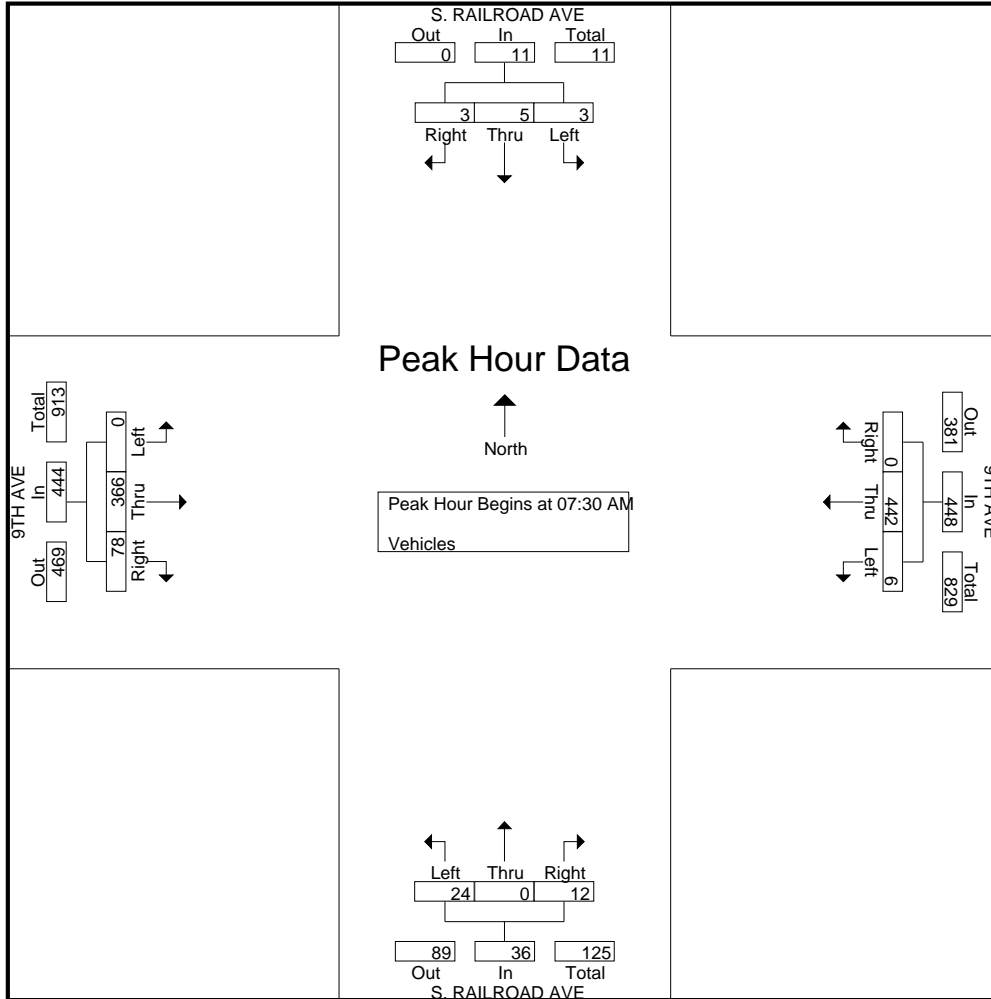 S. RAILROAD AVE
Out In Total
0 11 11
3 5 3
Right Thru Left
Peak Hour Data
North
Peak Hour Begins at 07:30 AM
Vehicles
9TH AVE
Total In Out
913 444 469
0 366 78
Left Thru Right
9TH AVE
Out In Total
381 448 829
0 442 6
Right Thru Left
Left Thru Right
24 0 12
89 36 125
Out In Total
S. RAILROAD AVE